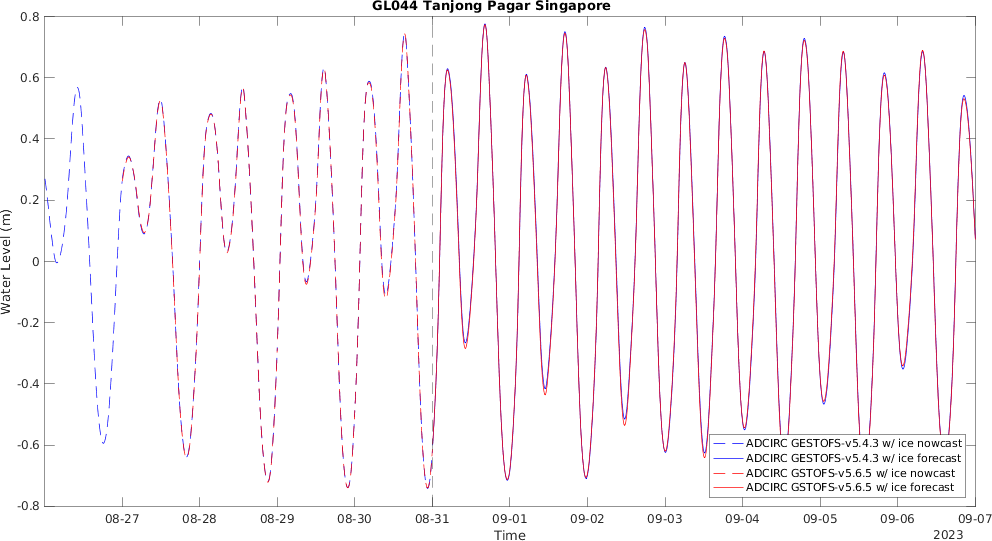 GL044 Tanjong Pagar Singapore
0.8
0.6
0.4
0.2
0
-0.2
-0.4
-0.6
-0.8
Water Level (m)
ADCIRC GESTOFS-v5.4.3 w/ ice nowcast
ADCIRC GESTOFS-v5.4.3 w/ ice forecast
ADCIRC GSTOFS-v5.6.5 w/ ice nowcast
ADCIRC GSTOFS-v5.6.5 w/ ice forecast
08-27 08-28 08-29 08-30 08-31 09-01 09-02 09-03 09-04 09-05 09-06 09-07
Time
2023